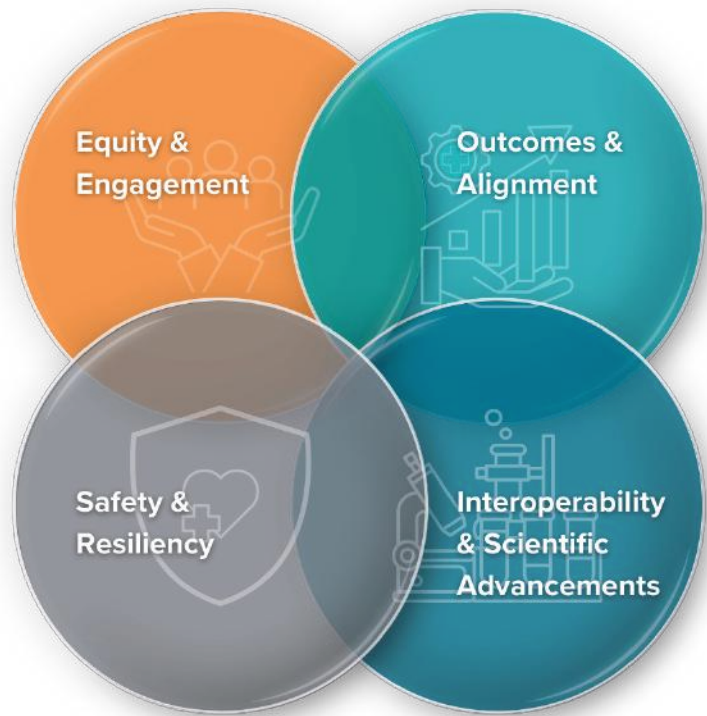 Equity &
Engagement
Outcomes &
Alignment
Safety &
Resiliency
Interoperability
& Scientific
Advancements